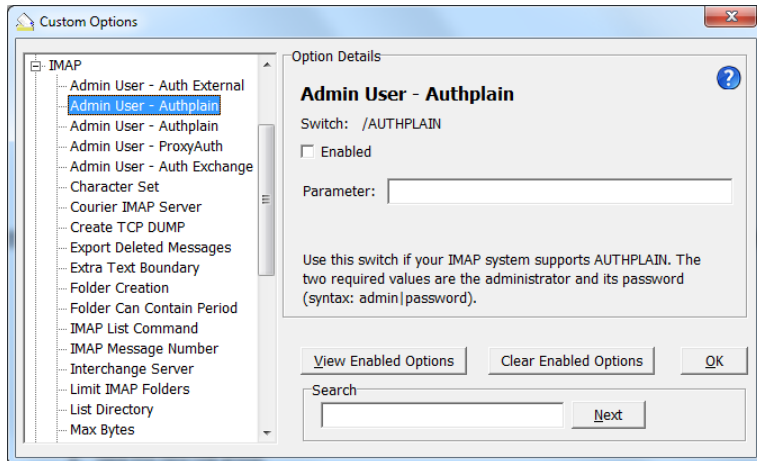 Custom Options
IMAP
Admin User - Auth External
Admin User - Authplain
Admin User - Authplain
Admin User - ProxyAuth
Admin User - Auth Exchange
Character Set
Courier IMAP Server
Create TCP DUMP
Export Deleted Messages
Extra Text Boundary
Folder Creation
Folder Can Contain Period
IMAP List Command
IMAP Message Number
Interchange Server
Limit IMAP Folders
List Directory
Max Bytes
Option Details
?
Admin User - Authplain
Switch: /AUTHPLAIN
Enabled
Parameter:
Use this switch if your IMAP system supports AUTHPLAIN. The
two required values are the administrator and its password
(syntax: admin|password).
View Enabled Options
Clear Enabled Options
OK
Search
Next